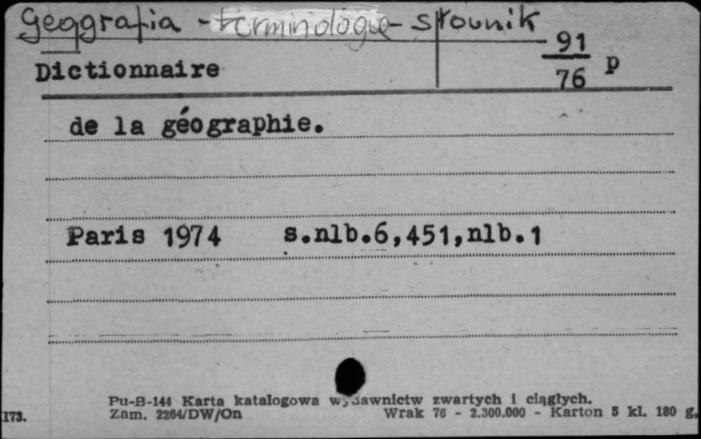 Geografia - terminologia - słownik
91
76 p
Dictionnaire
de la géographie.
Paris 1974 s.nlb.6,451,nlb.1
Pu-B-144 Karta katalogowa wydawnictw zwartych i ciągłych.
173. Zam. 2264/DW/On Wrak 76 - 2.300.000 - Karton 5 kl. 180 g.